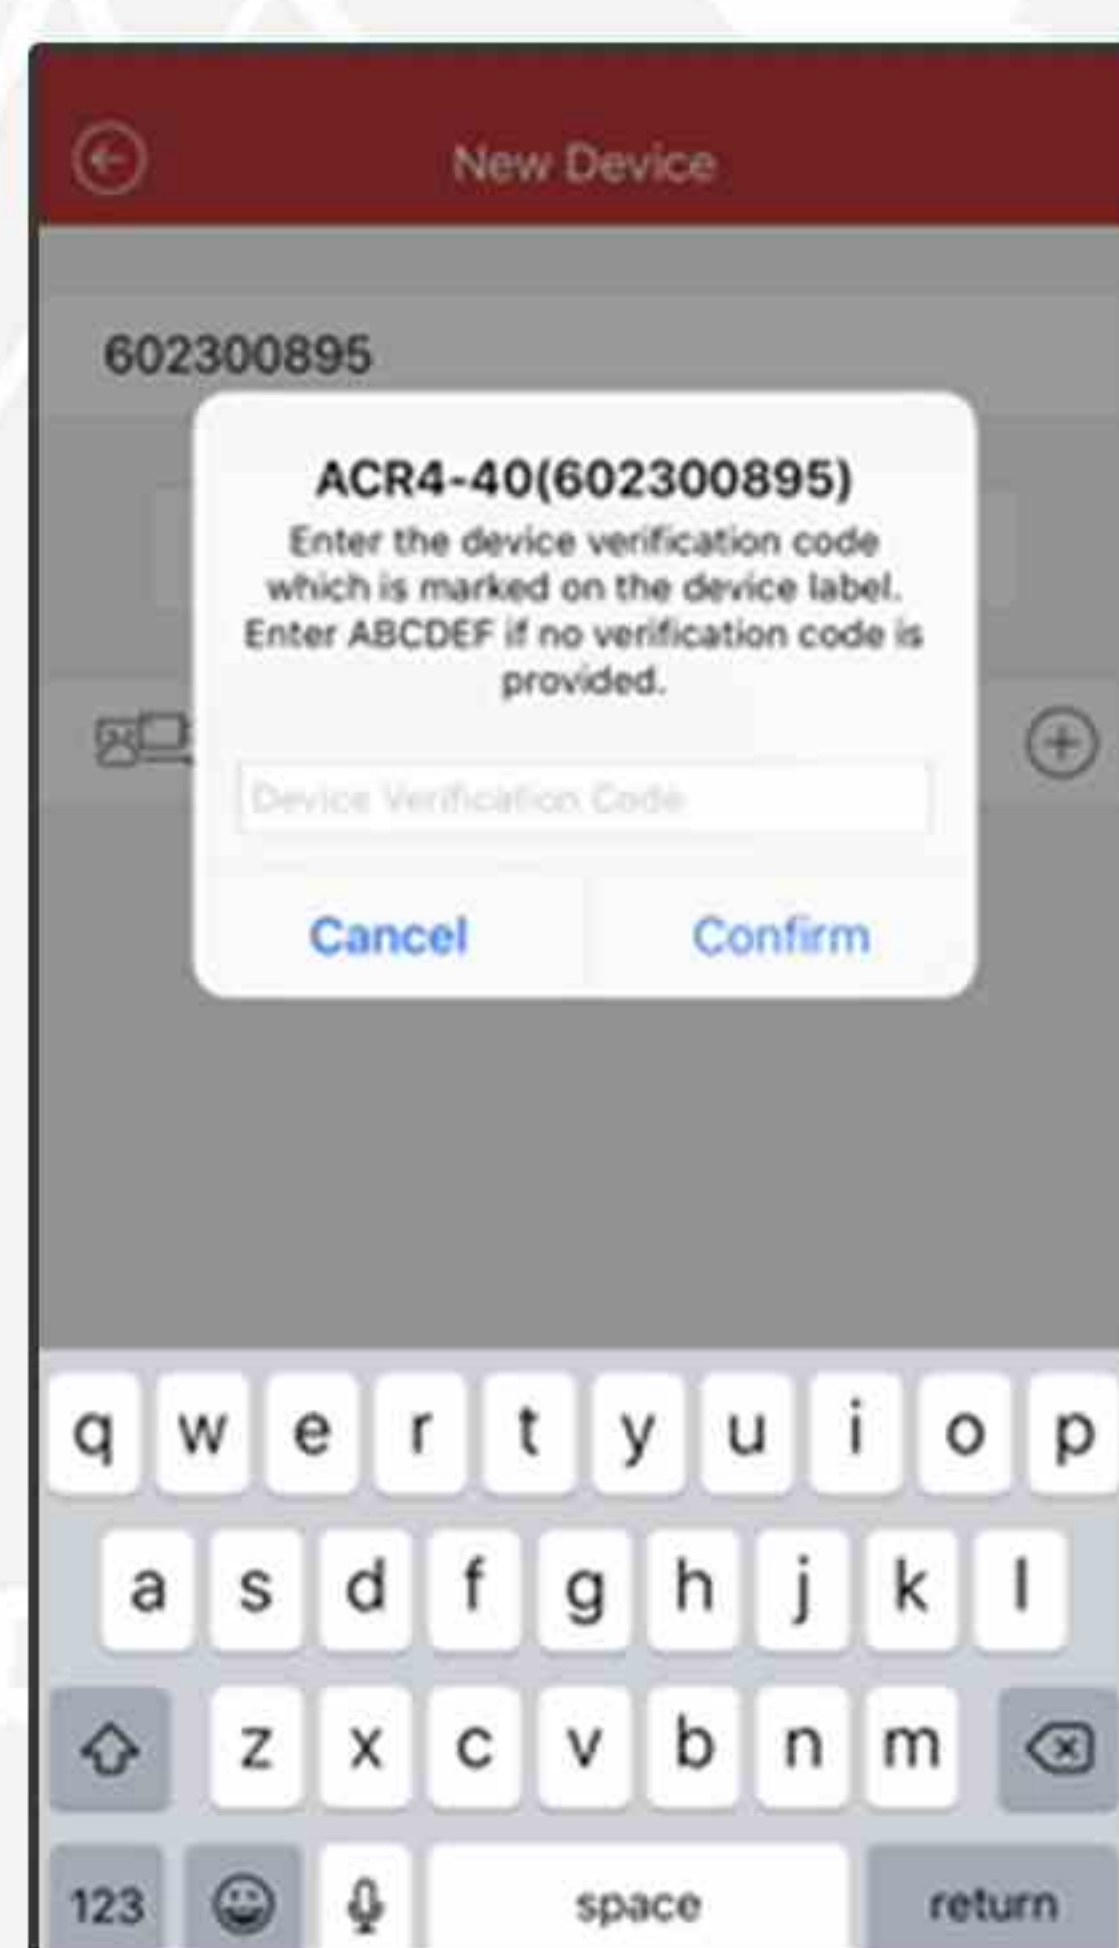 New Device
602300895
ACR4-40(602300895)
Enter the device verification code
which is marked on the device label.
Enter ABCDEF if no verification code is
provided.
Device Verification Code
Cancel
Confirm
q w e r t y u i o p
a s d f g h j k l
z x c v b n m
123
space
return